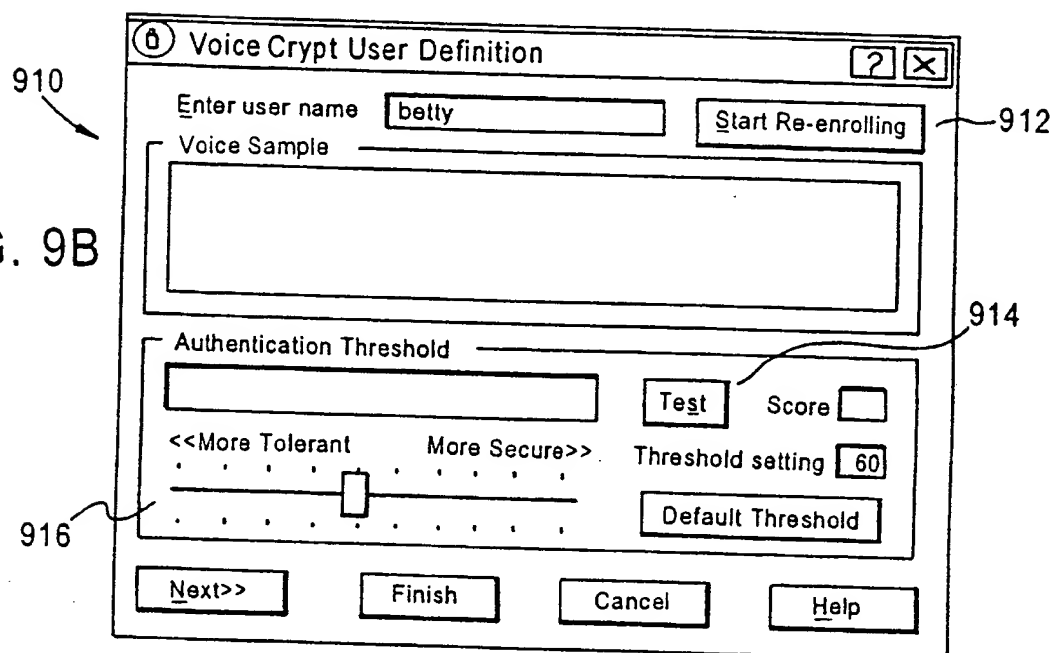 Voice Crypt User Definition ? X
910
Enter user name betty Start Re-enrolling 912
Voice Sample
. 9B
914
Authentication Threshold
Test Score
<<More Tolerant More Secure>> Threshold setting 60
Default Threshold
916
Next>> Finish Cancel Help